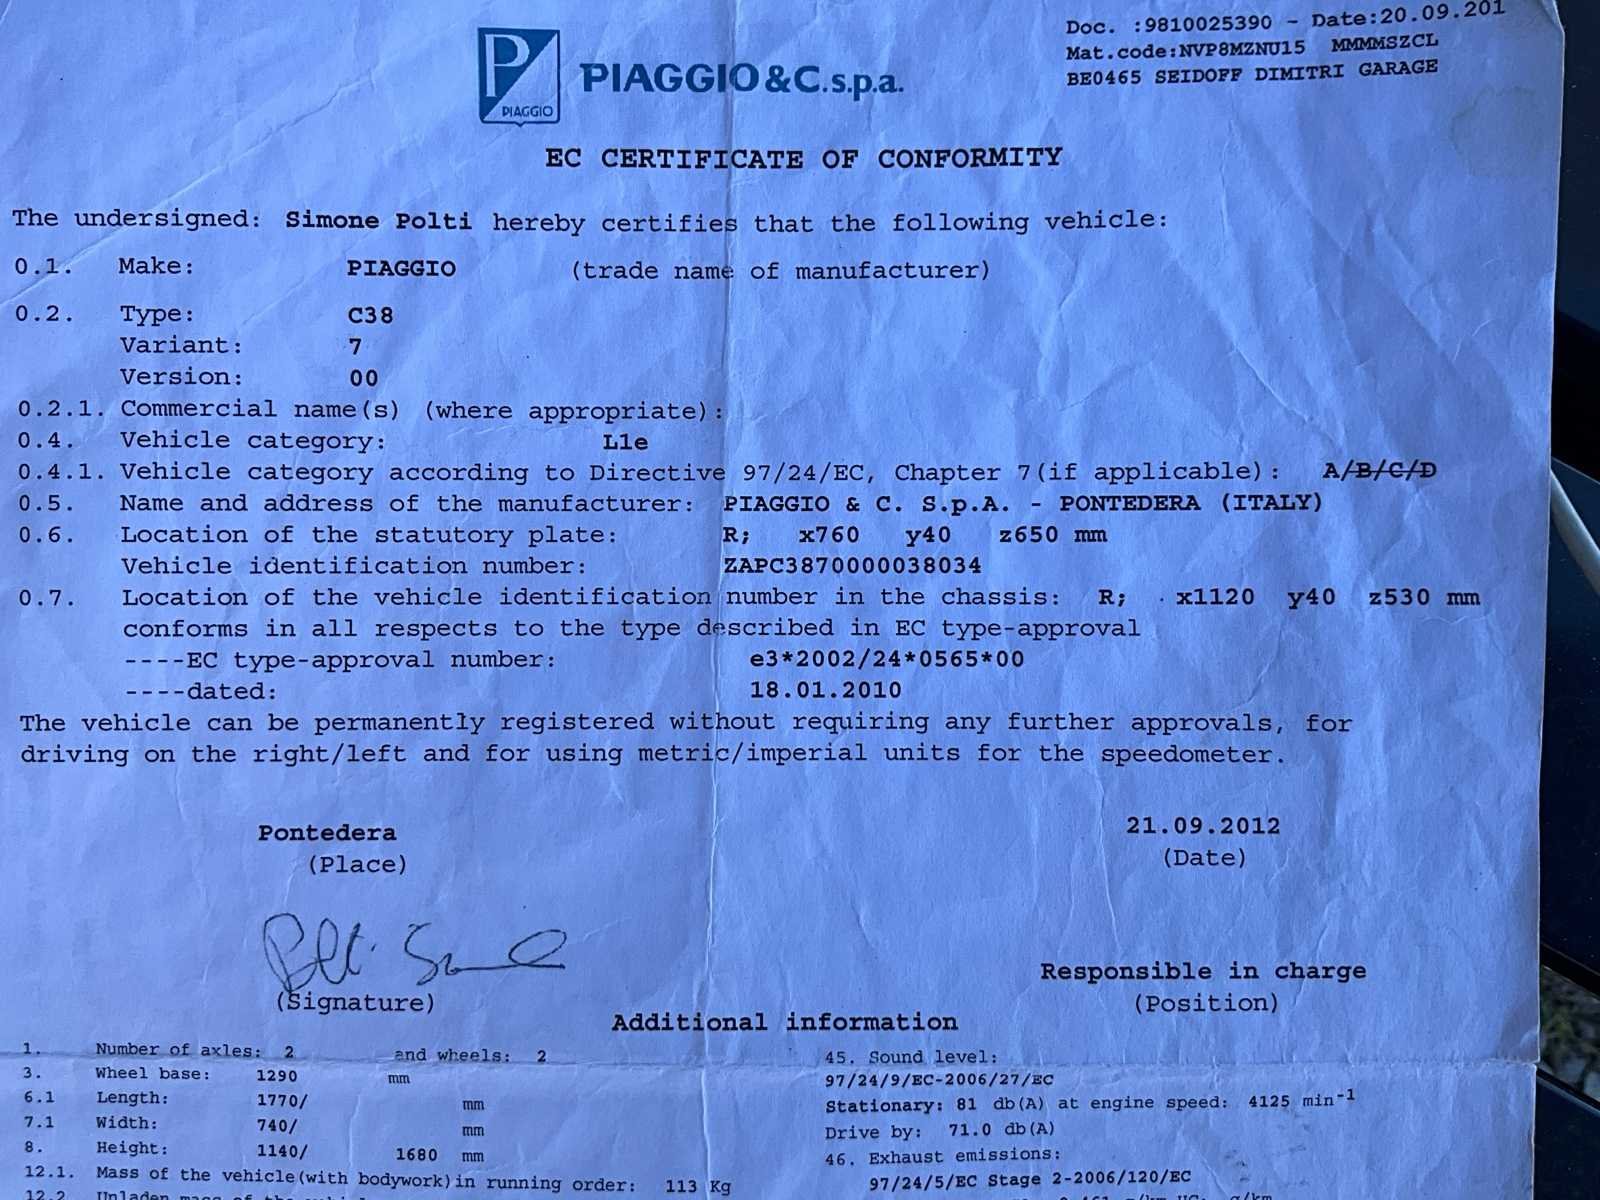 Doc. :9810025390 - Date:20.09.201
Mat.code:NVP8MZNU15 MMMMSZCL
BE0465 SEIDOFF DIMITRI GARAGE
P
PIAGGIO
PIAGGIO&C.s.p.a.
EC CERTIFICATE OF CONFORMITY
The undersigned: Simone Polti hereby certifies that the following vehicle:
0.1. Make: PIAGGIO (trade name of manufacturer)
0.2. Type: C38
Variant: 7
Version: 00
0.2.1. Commercial name(s) (where appropriate):
0.4. Vehicle category: L1e
0.4.1. Vehicle category according to Directive 97/24/EC, Chapter 7(if applicable): A/B/C/D
0.5. Name and address of the manufacturer: PIAGGIO & C. S.p.A. - PONTEDERA (ITALY)
0.6. Location of the statutory plate: R; x760 y40 z650 mm
Vehicle identification number: ZAPC3870000038034
0.7. Location of the vehicle identification number in the chassis: R; x1120 y40 z530 mm
conforms in all respects to the type described in EC type-approval
----EC type-approval number: e3*2002/24*0565*00
----dated: 18.01.2010
The vehicle can be permanently registered without requiring any further approvals, for
driving on the right/left and for using metric/imperial units for the speedometer.
Pontedera 21.09.2012
(Place) (Date)
Polti
Responsible in charge
(Signature) (Position)
Additional information
1. Number of axles: 2 and wheels: 2
3. Wheel base: 1290 mm
6.1 Length: 1770/ mm
7.1 Width: 740/ mm
8. Height: 1140/ 1680 mm
12.1. Mass of the vehicle(with bodywork)in running order: 113 Kg
12.2 Unladen mass of the
45. Sound level:
97/24/9/EC-2006/27/EC
Stationary: 81 db(A) at engine speed: 4125 min-1
Drive by: 71.0 db(A)
46. Exhaust emissions:
97/24/5/EC Stage 2-2006/120/EC